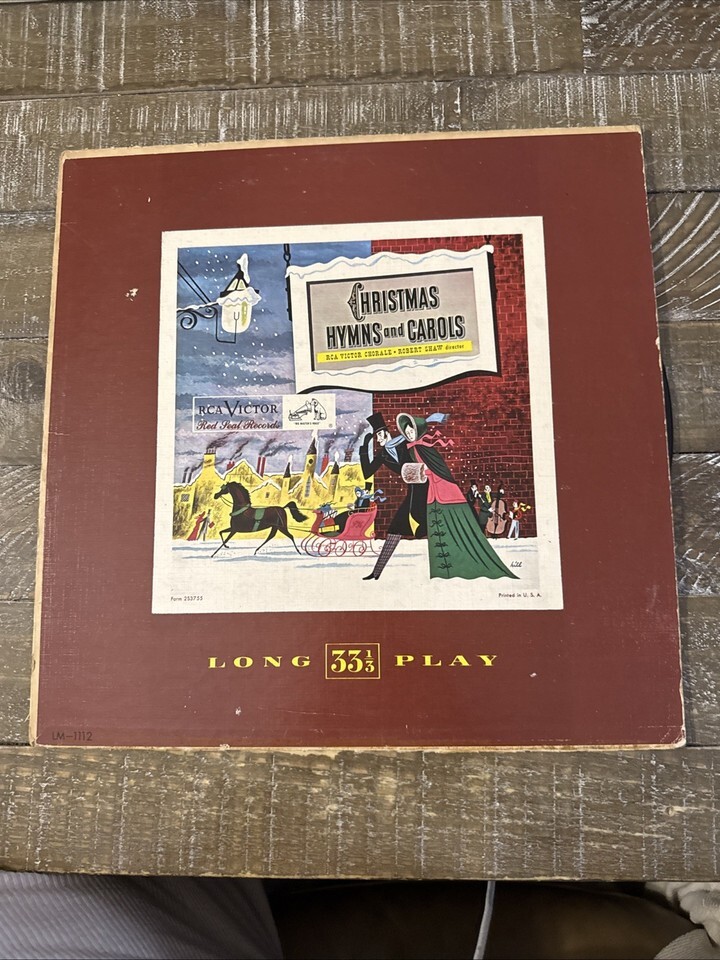 CHRISTMAS
HYMNS and CAROLS
RCA VICTOR CHORALE - ROBERT SHAW director
RCA VICTOR
Red Seal Records
"HIS MASTER'S VOICE"
®
Form 2S3755
Printed in U. S. A.
LONG 33⅓ PLAY
LM-1112